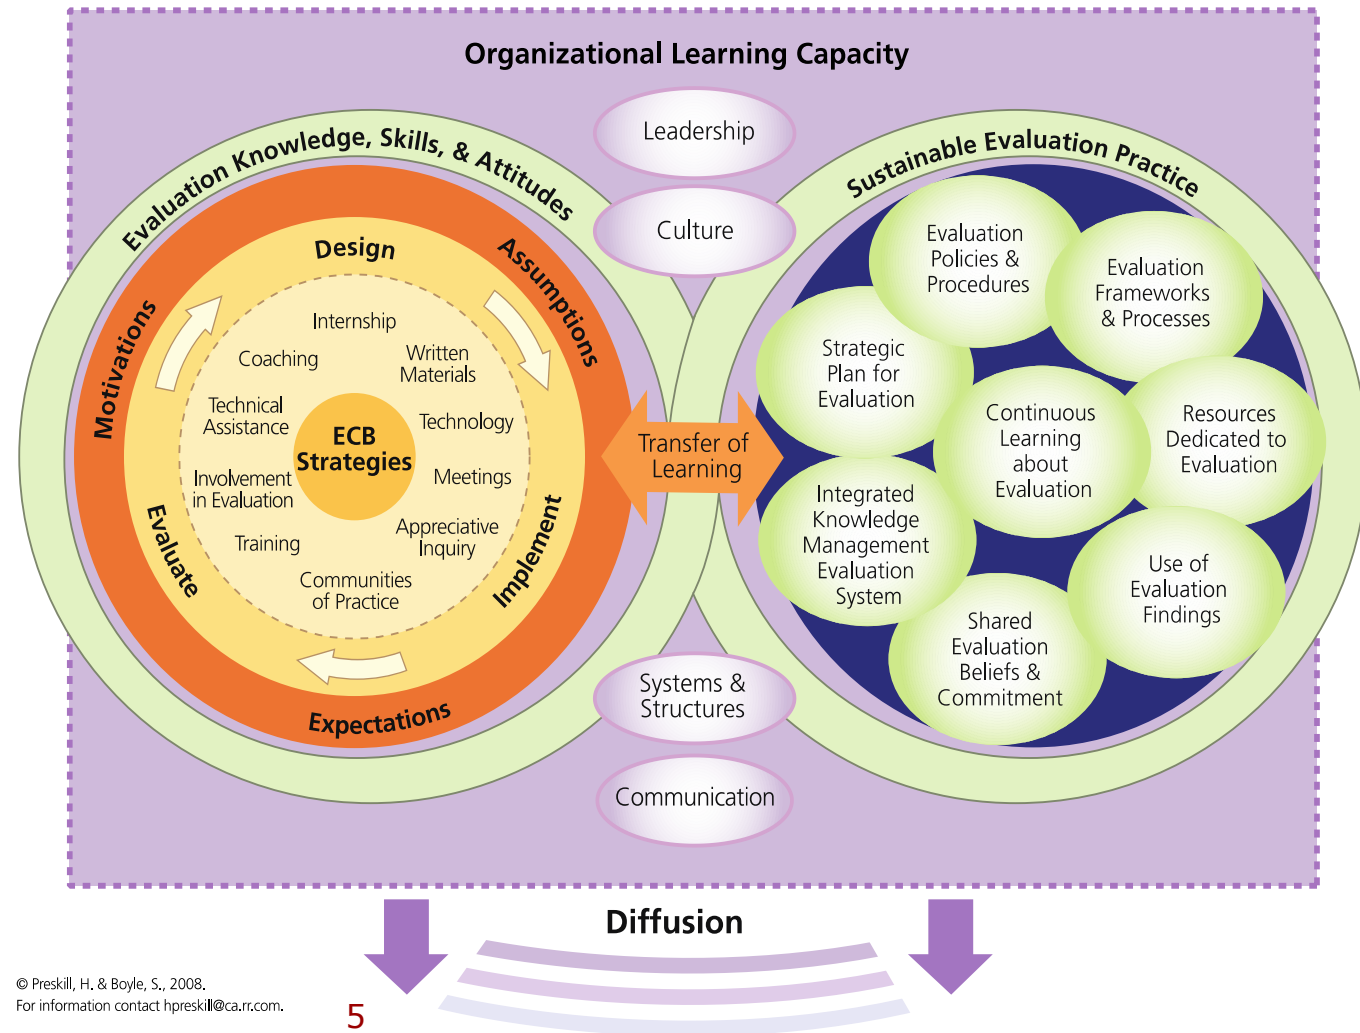 Organizational Learning Capacity
Leadership
Culture
Evaluation Knowledge, Skills, & Attitudes
Motivations
Assumptions
Expectations
Design
Implement
Evaluate
Internship
Coaching
Written
Materials
Technical
Assistance
Technology
ECB
Strategies
Involvement
in Evaluation
Meetings
Training
Appreciative
Inquiry
Communities
of Practice
Transfer of
Learning
Sustainable Evaluation Practice
Evaluation
Policies &
Procedures
Evaluation
Frameworks
& Processes
Strategic
Plan for
Evaluation
Continuous
Learning
about
Evaluation
Resources
Dedicated to
Evaluation
Integrated
Knowledge
Management
Evaluation
System
Use of
Evaluation
Findings
Shared
Evaluation
Beliefs &
Commitment
Systems &
Structures
Communication
Diffusion
© Preskill, H. & Boyle, S., 2008.
For information contact hpreskill@ca.rr.com.
5